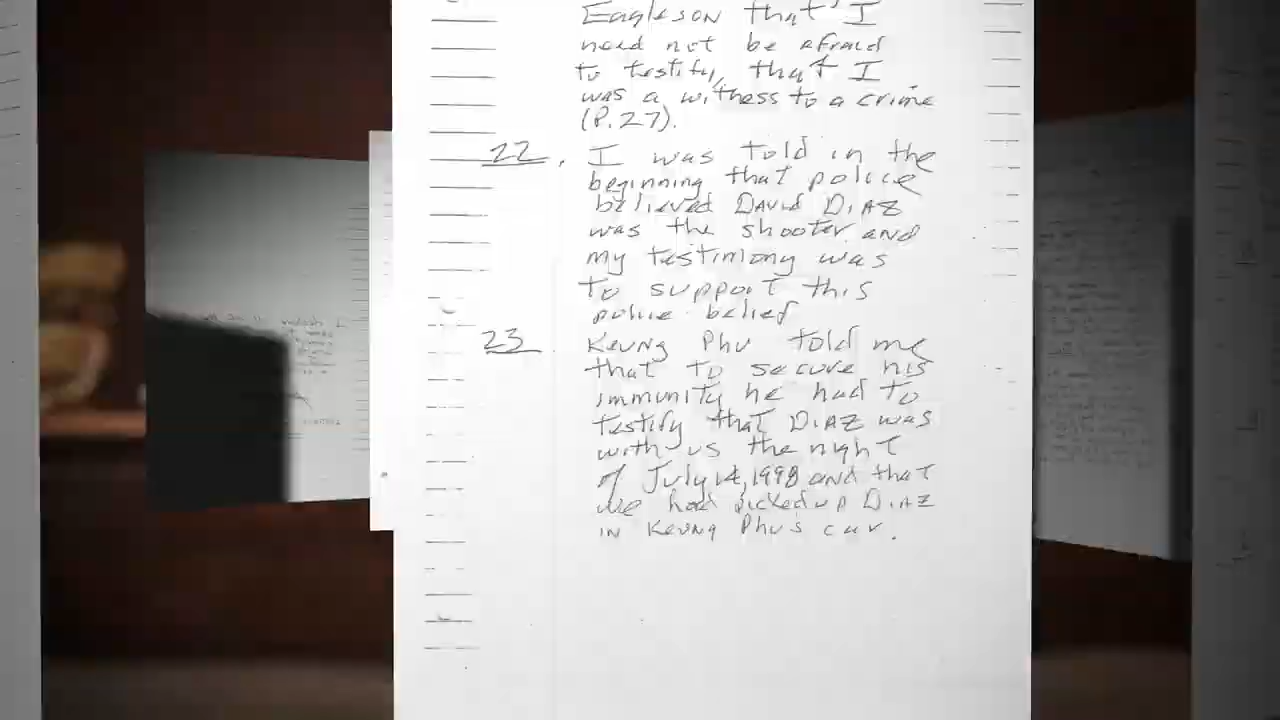 Eagleson that I
need not be afraid
to testify, that I
was a witness to a crime
(P.27).
22. I was told in the
beginning that police
believed DAVID DIAZ
was the shooter and
my testimony was
to support this
police belief
23. Keung Phu told me
that to secure his
immunity he had to
testify that DIAZ was
with us the night
of July 14, 1998 and that
we had picked up DIAZ
in Keung Phu's car.